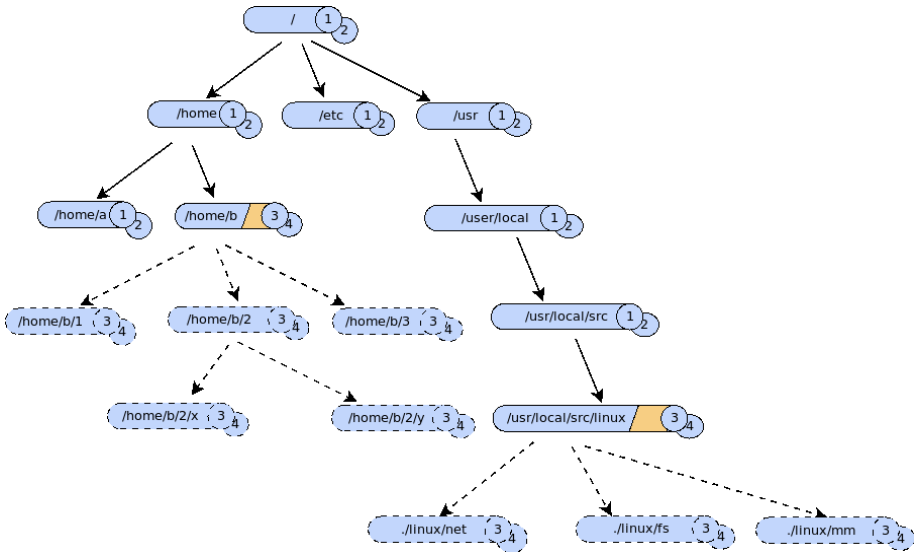 / 1 2
/home 1 2
/etc 1 2
/usr 1 2
/home/a 1 2
/home/b 3 4
/user/local 1 2
/home/b/1 3 4
/home/b/2 3 4
/home/b/3 3 4
/usr/local/src 1 2
/home/b/2/x 3 4
/home/b/2/y 3 4
/usr/local/src/linux 3 4
./linux/net 3 4
./linux/fs 3 4
./linux/mm 3 4